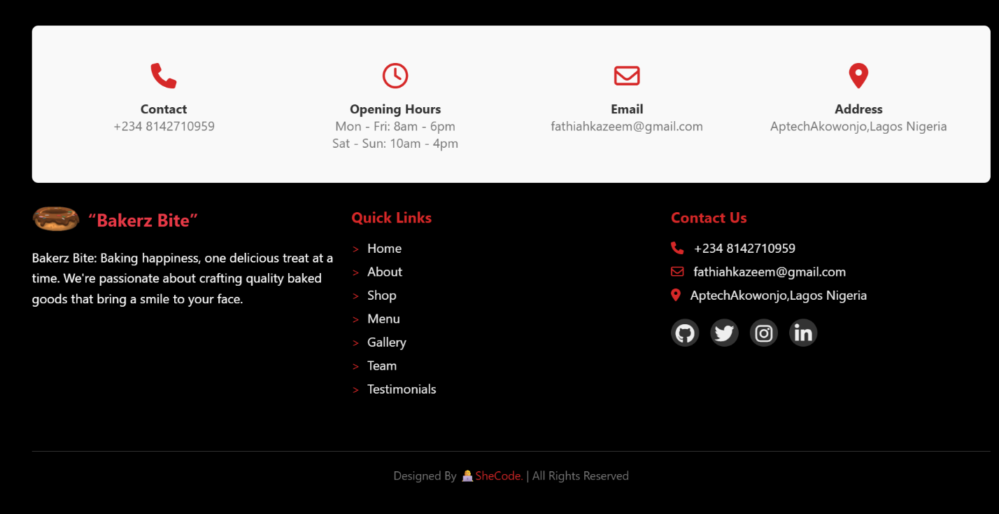 Contact
+234 8142710959
Opening Hours
Mon - Fri: 8am - 6pm
Sat - Sun: 10am - 4pm
Email
fathiahkazeem@gmail.com
Address
AptechAkowonjo,Lagos Nigeria
“Bakerz Bite”
Bakerz Bite: Baking happiness, one delicious treat at a
time. We're passionate about crafting quality baked
goods that bring a smile to your face.
Quick Links
> Home
> About
> Shop
> Menu
> Gallery
> Team
> Testimonials
Contact Us
+234 8142710959
fathiahkazeem@gmail.com
AptechAkowonjo,Lagos Nigeria
in
Designed By 👩‍💻SheCode. | All Rights Reserved